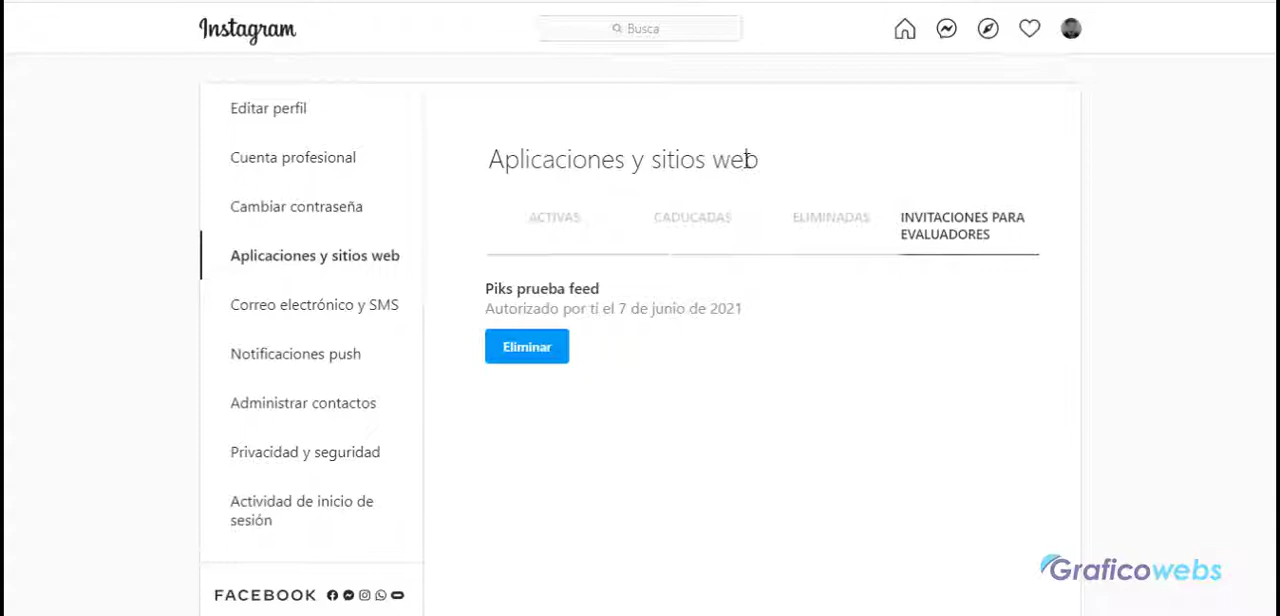 Instagram
Busca
Editar perfil
Cuenta profesional
Cambiar contraseña
Aplicaciones y sitios web
Correo electrónico y SMS
Notificaciones push
Administrar contactos
Privacidad y seguridad
Actividad de inicio de
sesión
FACEBOOK
Aplicaciones y sitios web
ACTIVAS
CADUCADAS
ELIMINADAS
INVITACIONES PARA
EVALUADORES
Piks prueba feed
Autorizado por ti el 7 de junio de 2021
Eliminar
Graficowebs